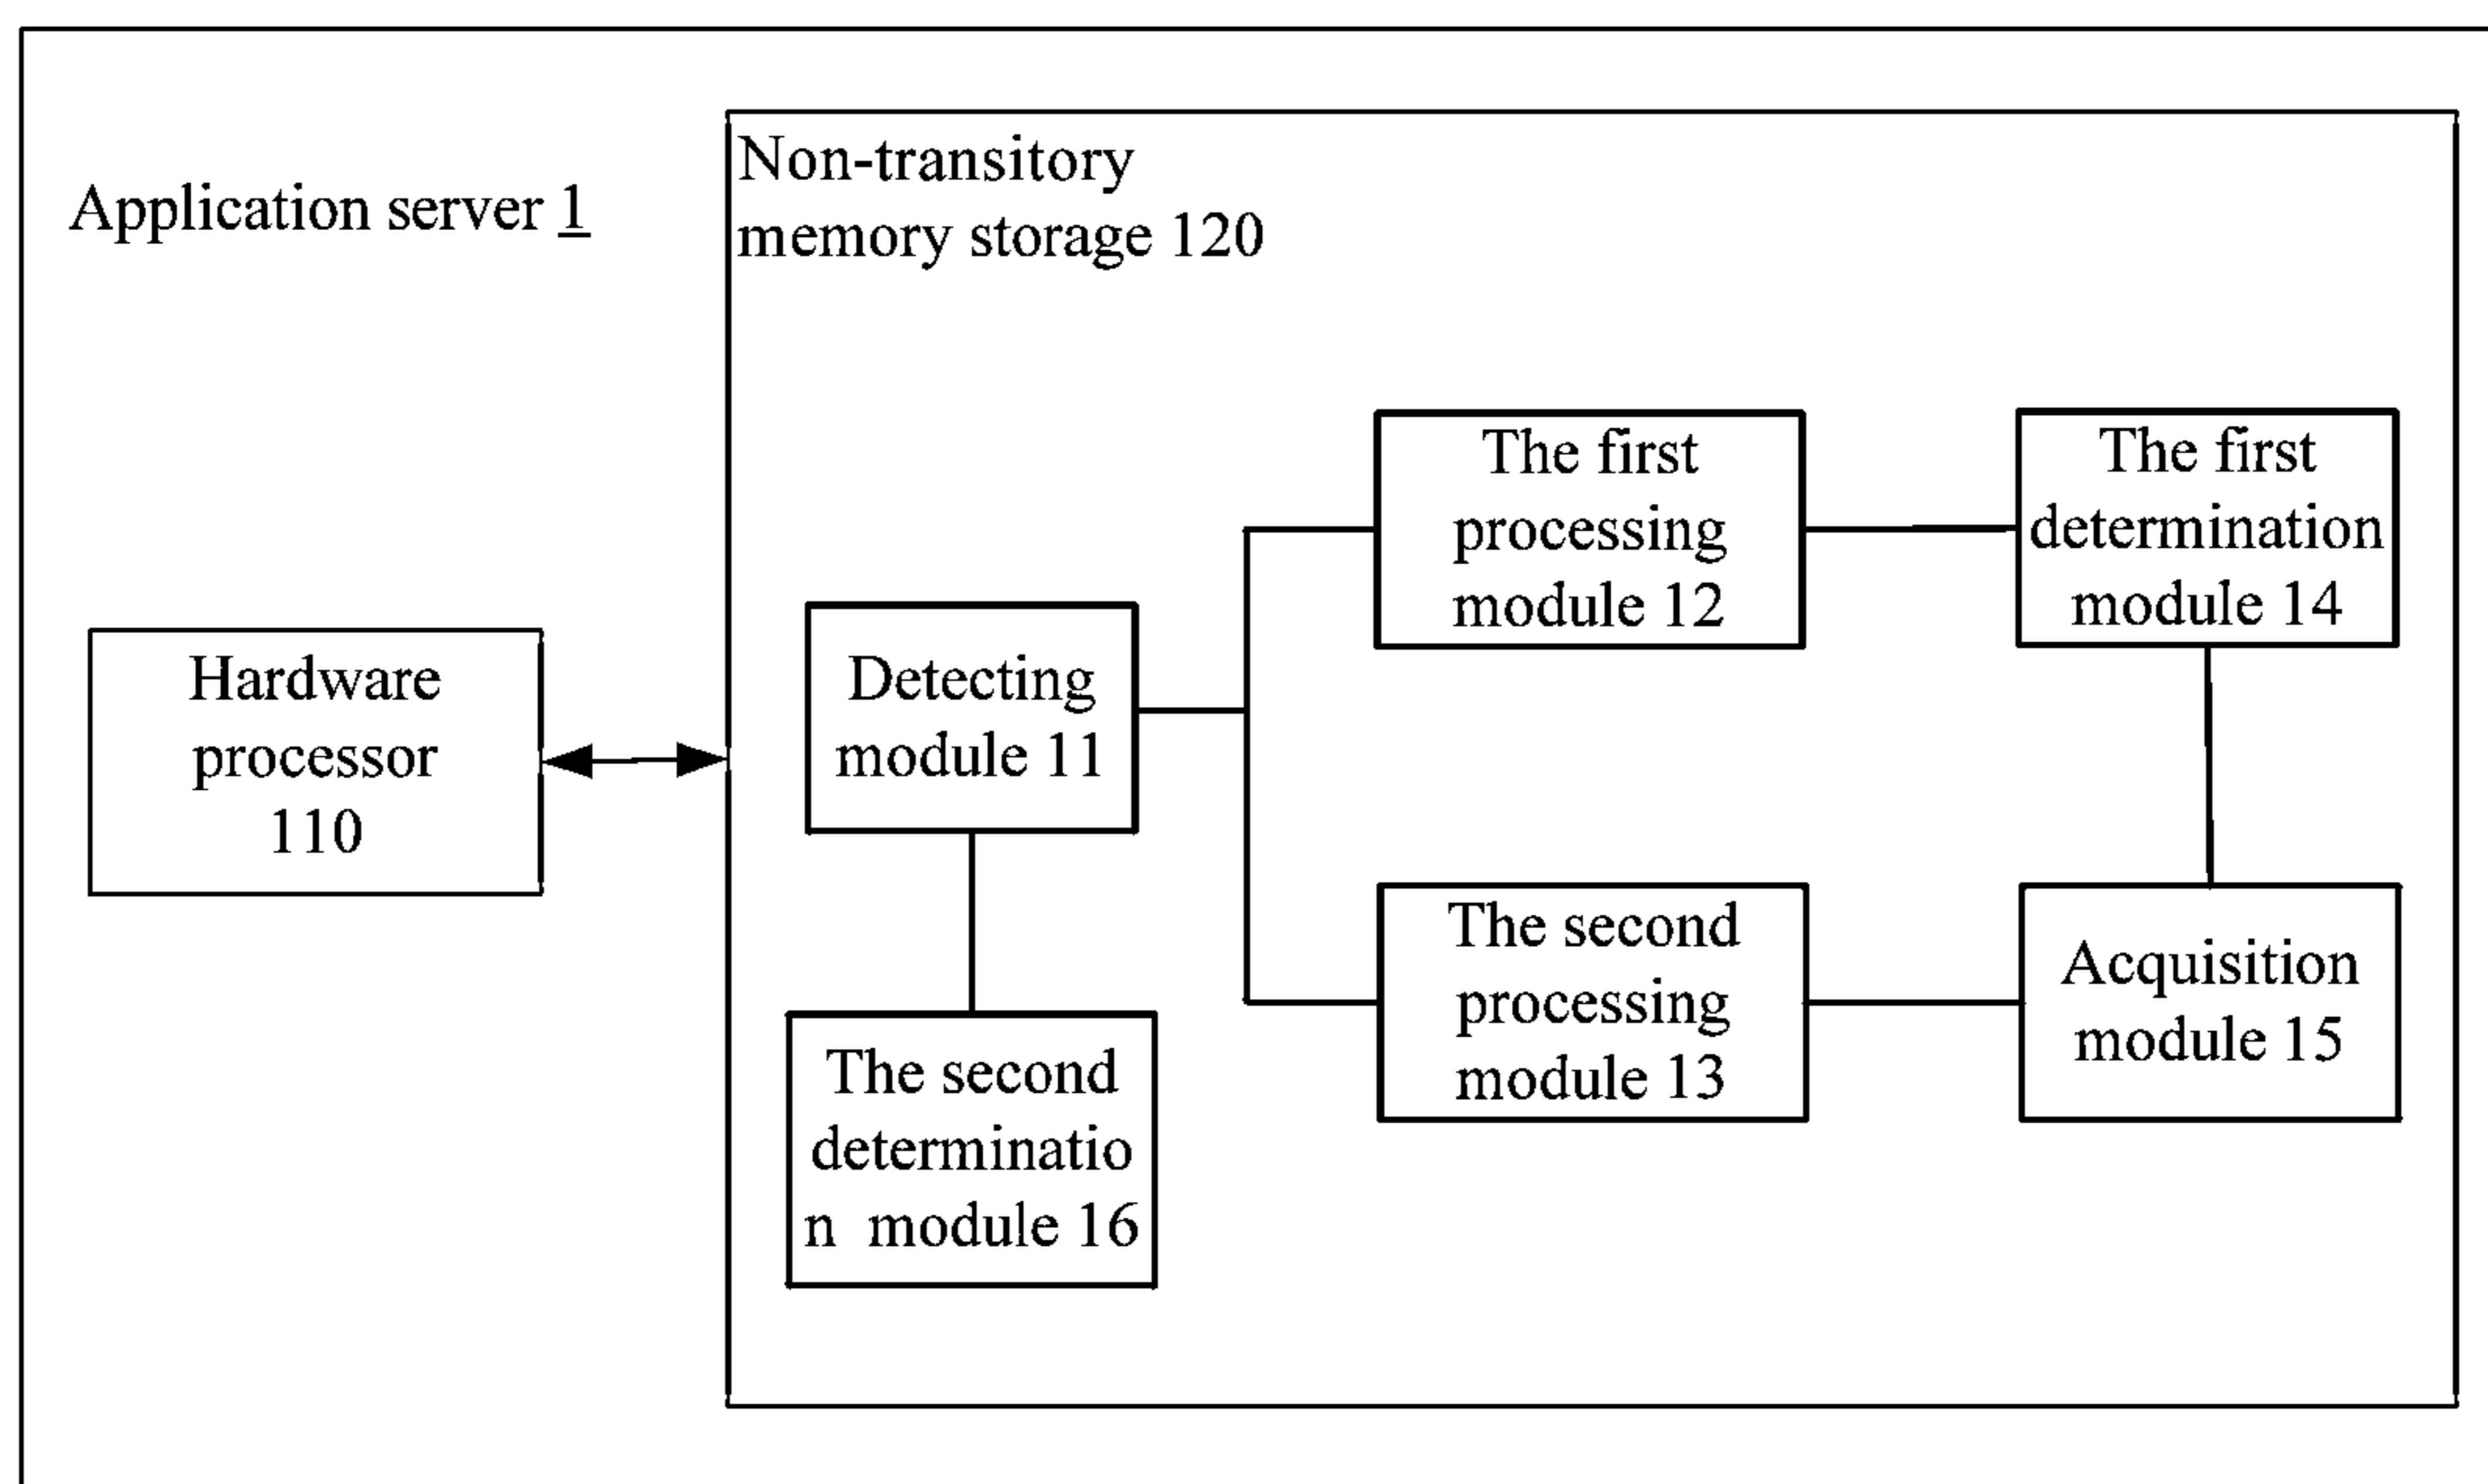 Application server 1
Non-transitory
memory storage 120
Hardware
processor
110
Detecting
module 11
The first
processing
module 12
The first
determination
module 14
The second
processing
module 13
Acquisition
module 15
The second
determinatio
n module 16